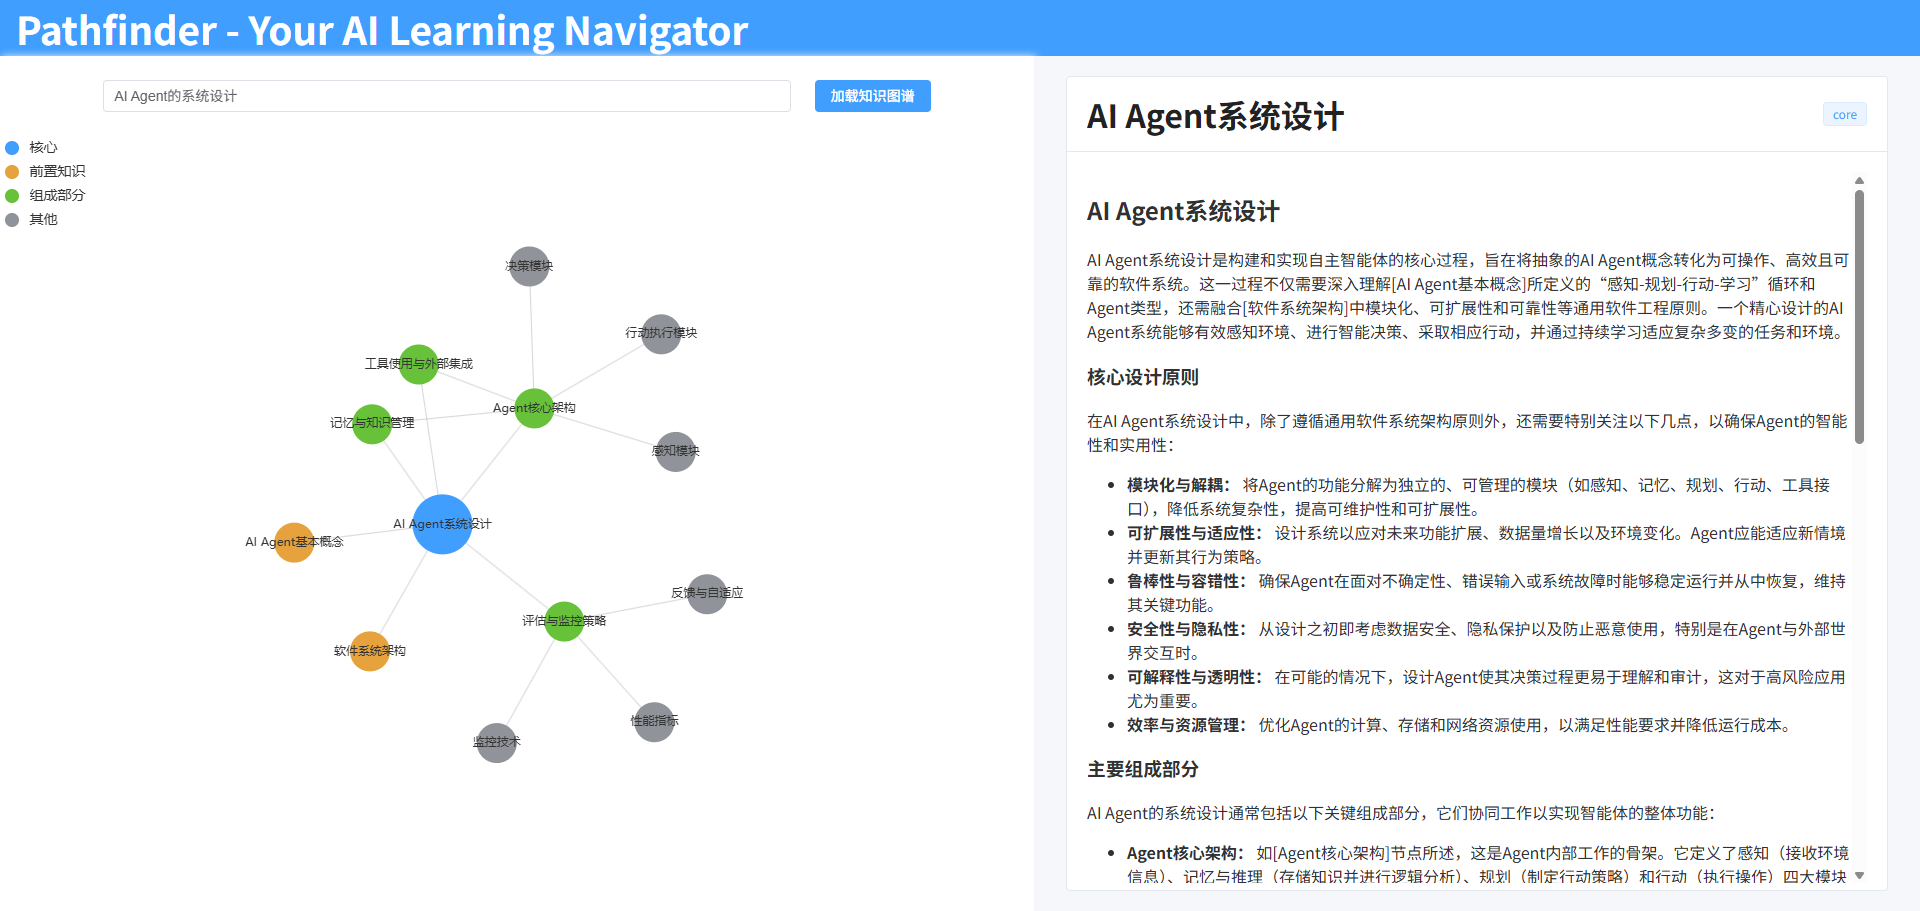 Pathfinder - Your AI Learning Navigator
AI Agent的系统设计
加载知识图谱
核心
前置知识
组成部分
其他
决策模块
行动执行模块
工具使用与外部集成
Agent核心架构
记忆与知识管理
感知模块
AI Agent系统设计
AI Agent基本概念
反馈与自适应
评估与监控策略
软件系统架构
性能指标
监控技术
AI Agent系统设计
core
AI Agent系统设计
AI Agent系统设计是构建和实现自主智能体的核心过程，旨在将抽象的AI Agent概念转化为可操作、高效且可
靠的软件系统。这一过程不仅需要深入理解[AI Agent基本概念]所定义的“感知-规划-行动-学习”循环和
Agent类型，还需融合[软件系统架构]中模块化、可扩展性和可靠性等通用软件工程原则。一个精心设计的AI
Agent系统能够有效感知环境、进行智能决策、采取相应行动，并通过持续学习适应复杂多变的任务和环境。
核心设计原则
在AI Agent系统设计中，除了遵循通用软件系统架构原则外，还需要特别关注以下几点，以确保Agent的智能
性和实用性：
模块化与解耦： 将Agent的功能分解为独立的、可管理的模块（如感知、记忆、规划、行动、工具接
口），降低系统复杂性，提高可维护性和可扩展性。
可扩展性与适应性： 设计系统以应对未来功能扩展、数据量增长以及环境变化。Agent应能适应新情境
并更新其行为策略。
鲁棒性与容错性： 确保Agent在面对不确定性、错误输入或系统故障时能够稳定运行并从中恢复，维持
其关键功能。
安全性与隐私性： 从设计之初即考虑数据安全、隐私保护以及防止恶意使用，特别是在Agent与外部世
界交互时。
可解释性与透明性： 在可能的情况下，设计Agent使其决策过程更易于理解和审计，这对于高风险应用
尤为重要。
效率与资源管理： 优化Agent的计算、存储和网络资源使用，以满足性能要求并降低运行成本。
主要组成部分
AI Agent的系统设计通常包括以下关键组成部分，它们协同工作以实现智能体的整体功能：
Agent核心架构： 如[Agent核心架构]节点所述，这是Agent内部工作的骨架。它定义了感知（接收环境
信息）、记忆与推理（存储知识并进行逻辑分析）、规划（制定行动策略）和行动（执行操作）四大模块